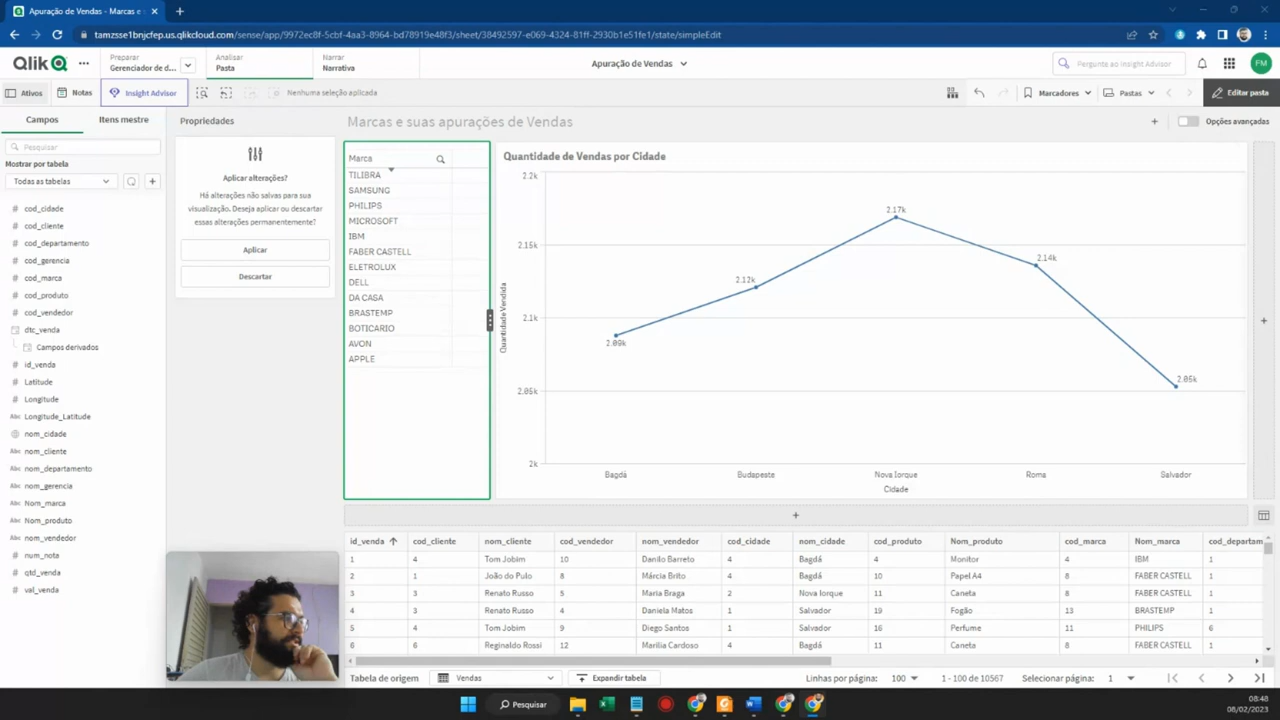 Apuração de Vendas - Marcas e
tamzsse1bnjcfep.us.qlikcloud.com/sense/app/9972ec8f-5cbf-4aa3-8964-bd78919e48f3/sheet/38492597-e069-4324-81ff-2930b1e51fe1/state/simpleEdit
Qlik
Preparar
Gerenciador de d...
Analisar
Pasta
Narrar
Narrativa
Apuração de Vendas
Pergunte ao Insight Advisor
FM
Ativos
Notas
Insight Advisor
Nenhuma seleção aplicada
Marcadores
Pastas
Editar pasta
Campos
Itens mestre
Propriedades
Marcas e suas apurações de Vendas
Opções avançadas
Pesquisar
Mostrar por tabela
Todas as tabelas
# cod_cidade
# cod_cliente
# cod_departamento
# cod_gerencia
# cod_marca
# cod_produto
# cod_vendedor
dtc_venda
Campos derivados
# id_venda
# Latitude
# Longitude
Abc Longitude_Latitude
nom_cidade
Abc nom_cliente
Abc nom_departamento
Abc nom_gerencia
Abc Nom_marca
Abc Nom_produto
Abc nom_vendedor
# num_nota
# qtd_venda
# val_venda
Aplicar alterações?
Há alterações não salvas para sua
visualização. Deseja aplicar ou descartar
essas alterações permanentemente?
Aplicar
Descartar
Marca
TILIBRA
SAMSUNG
PHILIPS
MICROSOFT
IBM
FABER CASTELL
ELETROLUX
DELL
DA CASA
BRASTEMP
BOTICARIO
AVON
APPLE
Quantidade de Vendas por Cidade
Quantidade Vendida
2.2k
2.15k
2.1k
2.05k
2k
2.09k
2.12k
2.17k
2.14k
2.05k
Bagdá Budapeste Nova Iorque Roma Salvador
Cidade
id_venda cod_cliente nom_cliente cod_vendedor nom_vendedor cod_cidade nom_cidade cod_produto Nom_produto cod_marca Nom_marca cod_departam
1 4 Tom Jobim 10 Danilo Barreto 4 Bagdá 4 Monitor 4 IBM 1
2 1 João do Pulo 8 Márcia Brito 4 Bagdá 10 Papel A4 8 FABER CASTELL 1
3 3 Renato Russo 5 Maria Braga 2 Nova Iorque 11 Caneta 8 FABER CASTELL 1
4 3 Renato Russo 4 Daniela Matos 1 Salvador 19 Fogão 13 BRASTEMP 1
5 4 Tom Jobim 9 Diego Santos 1 Salvador 16 Perfume 11 PHILIPS 6
6 6 Reginaldo Rossi 12 Marilia Cardoso 4 Bagdá 11 Caneta 8 FABER CASTELL 1
Tabela de origem
Vendas
Expandir tabela
Linhas por página: 100
1 - 100 de 10567
Selecionar página: 1
Pesquisar
08:48
08/02/2023